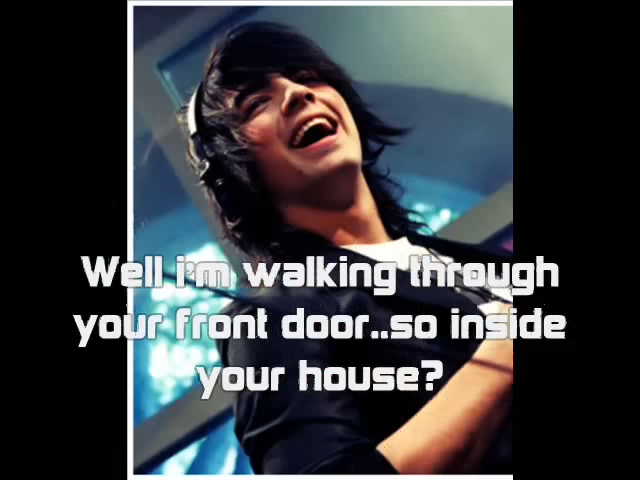 Well i'm walking through
your front door..so inside
your house?